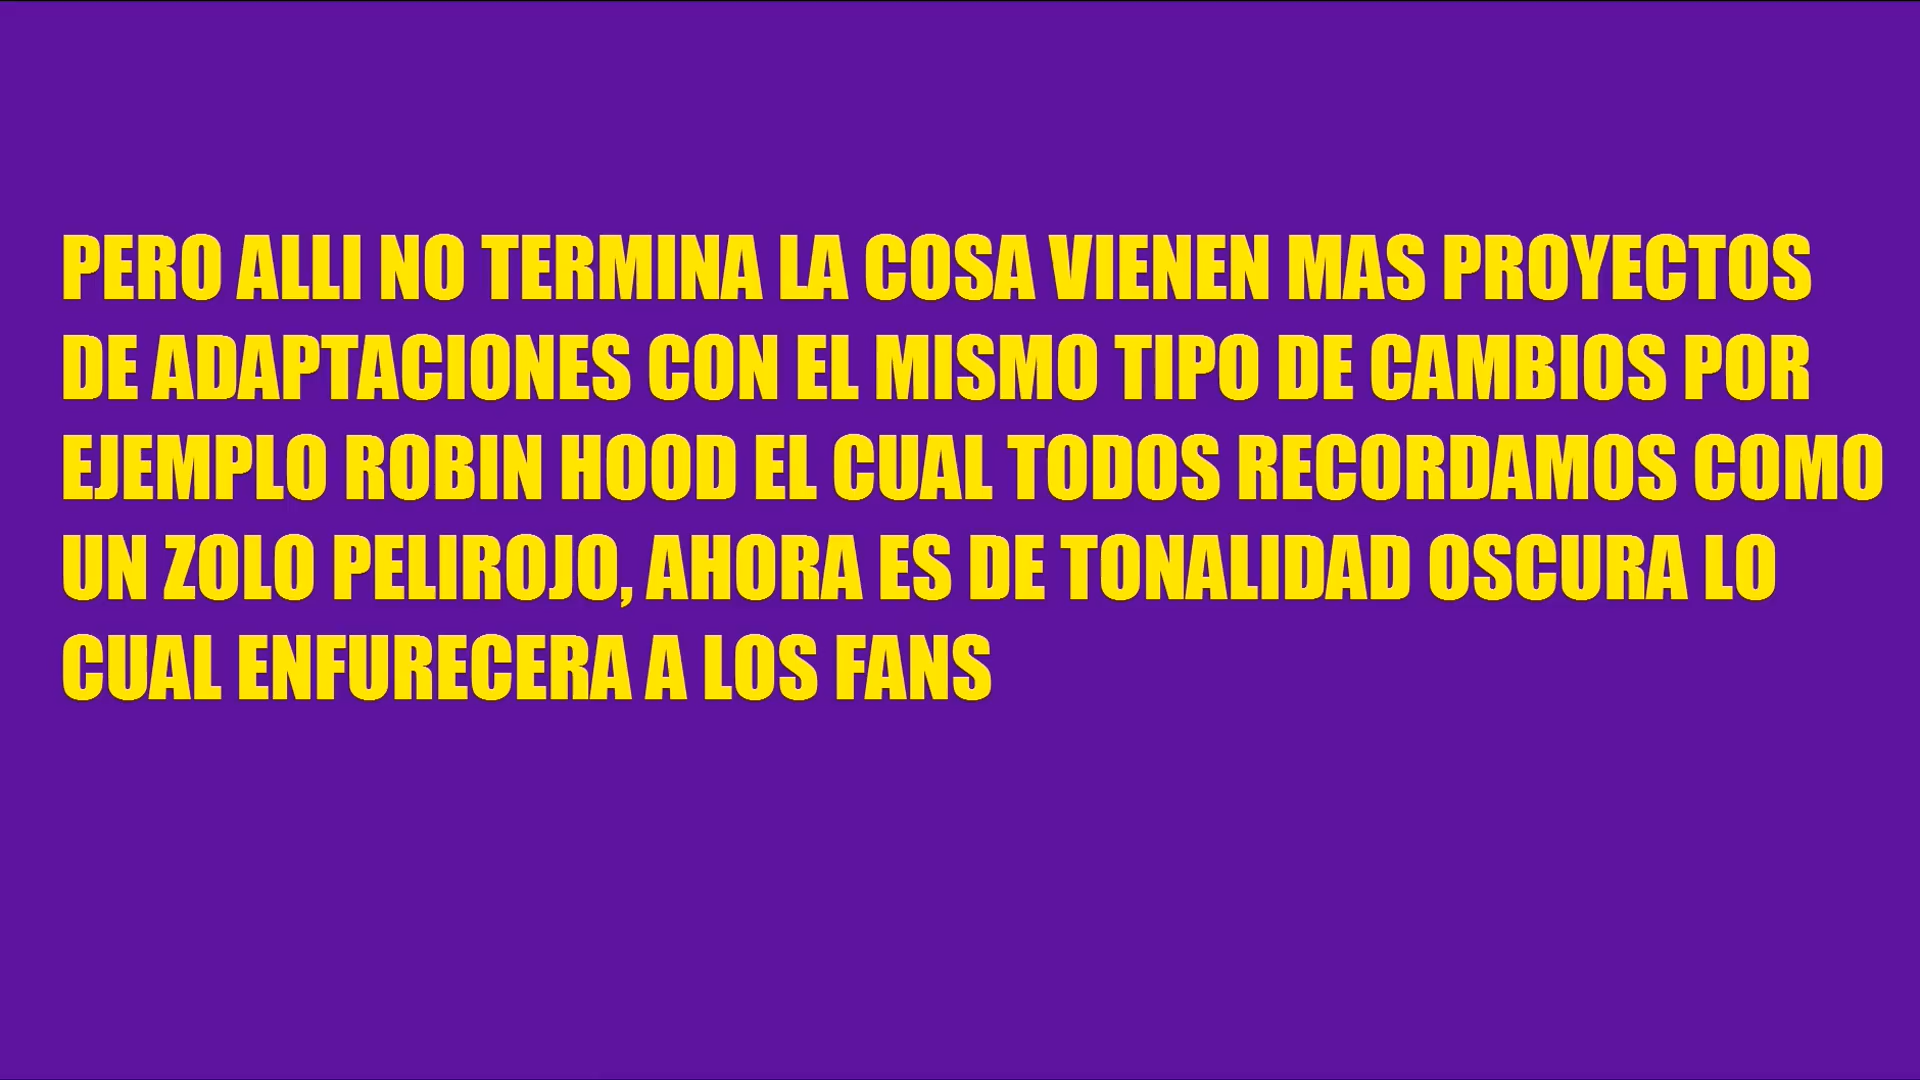 PERO ALLI NO TERMINA LA COSA VIENEN MAS PROYECTOS
DE ADAPTACIONES CON EL MISMO TIPO DE CAMBIOS POR
EJEMPLO ROBIN HOOD EL CUAL TODOS RECORDAMOS COMO
UN ZOLO PELIROJO, AHORA ES DE TONALIDAD OSCURA LO
CUAL ENFURECERA A LOS FANS